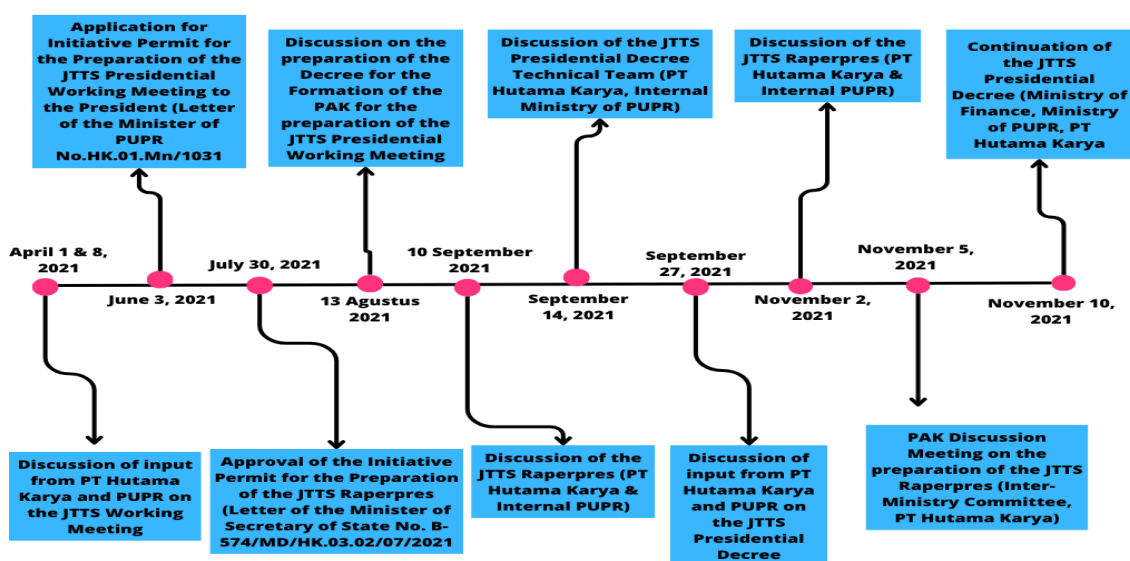 Application for
Initiative Permit for
the Preparation of the
JTTS Presidential
Working Meeting to
the President (Letter
of the Minister of
PUPR
No.HK.01.Mn/1031
Discussion on the
preparation of the
Decree for the
Formation of the
PAK for the
preparation of the
JTTS Presidential
Working Meeting
Discussion of the JTTS
Presidential Decree
Technical Team (PT
Hutama Karya, Internal
Ministry of PUPR)
Discussion of the
JTTS Raperpres (PT
Hutama Karya &
Internal PUPR)
Continuation of
the JTTS
Presidential
Decree (Ministry of
Finance, Ministry
of PUPR, PT
Hutama Karya
April 1 & 8,
2021
June 3, 2021
July 30, 2021
13 Agustus
2021
10 September
2021
September
14, 2021
September
27, 2021
November 2,
2021
November 5,
2021
November 10,
2021
Discussion of input
from PT Hutama
Karya and PUPR on
the JTTS Working
Meeting
Approval of the Initiative
Permit for the Preparation
of the JTTS Raperpres
(Letter of the Minister of
Secretary of State No. B-
574/MD/HK.03.02/07/2021
Discussion of the
JTTS Raperpres (PT
Hutama Karya &
Internal PUPR)
Discussion of
input from PT
Hutama Karya
and PUPR on
the JTTS
Presidential
Decree
PAK Discussion
Meeting on the
preparation of the JTTS
Raperpres (Inter-
Ministry Committee,
PT Hutama Karya)